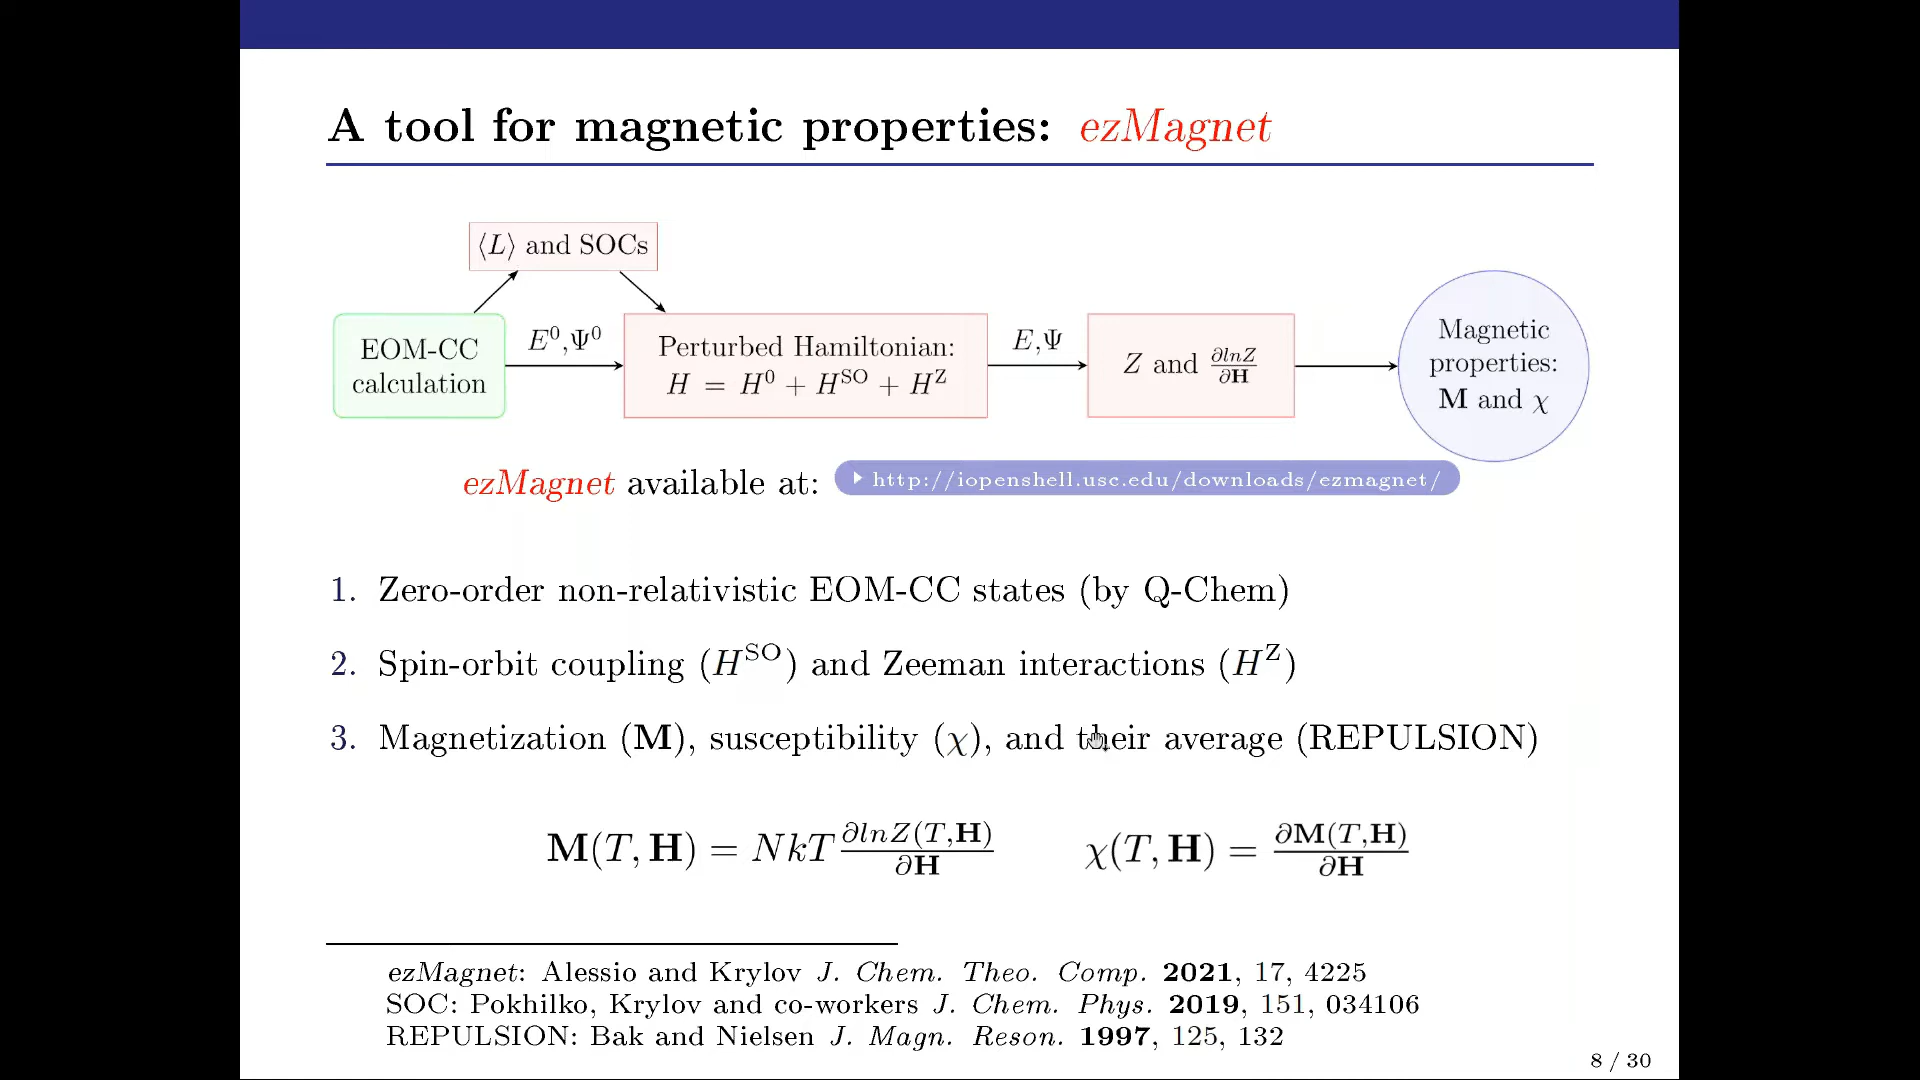 A tool for magnetic properties: ezMagnet
⟨L⟩ and SOCs
EOM-CC
calculation
E⁰,Ψ⁰
Perturbed Hamiltonian:
H = H⁰ + Hˢᴼ + Hᶻ
E,Ψ
Z and ∂lnZ/∂H
Magnetic
properties:
M and χ
ezMagnet available at: http://iopenshell.usc.edu/downloads/ezmagnet/
1. Zero-order non-relativistic EOM-CC states (by Q-Chem)
2. Spin-orbit coupling (Hˢᴼ) and Zeeman interactions (Hᶻ)
3. Magnetization (M), susceptibility (χ), and their average (REPULSION)
M(T, H) = NkT ∂lnZ(T,H)/∂H
χ(T, H) = ∂M(T,H)/∂H
ezMagnet: Alessio and Krylov J. Chem. Theo. Comp. 2021, 17, 4225
SOC: Pokhilko, Krylov and co-workers J. Chem. Phys. 2019, 151, 034106
REPULSION: Bak and Nielsen J. Magn. Reson. 1997, 125, 132
8 / 30